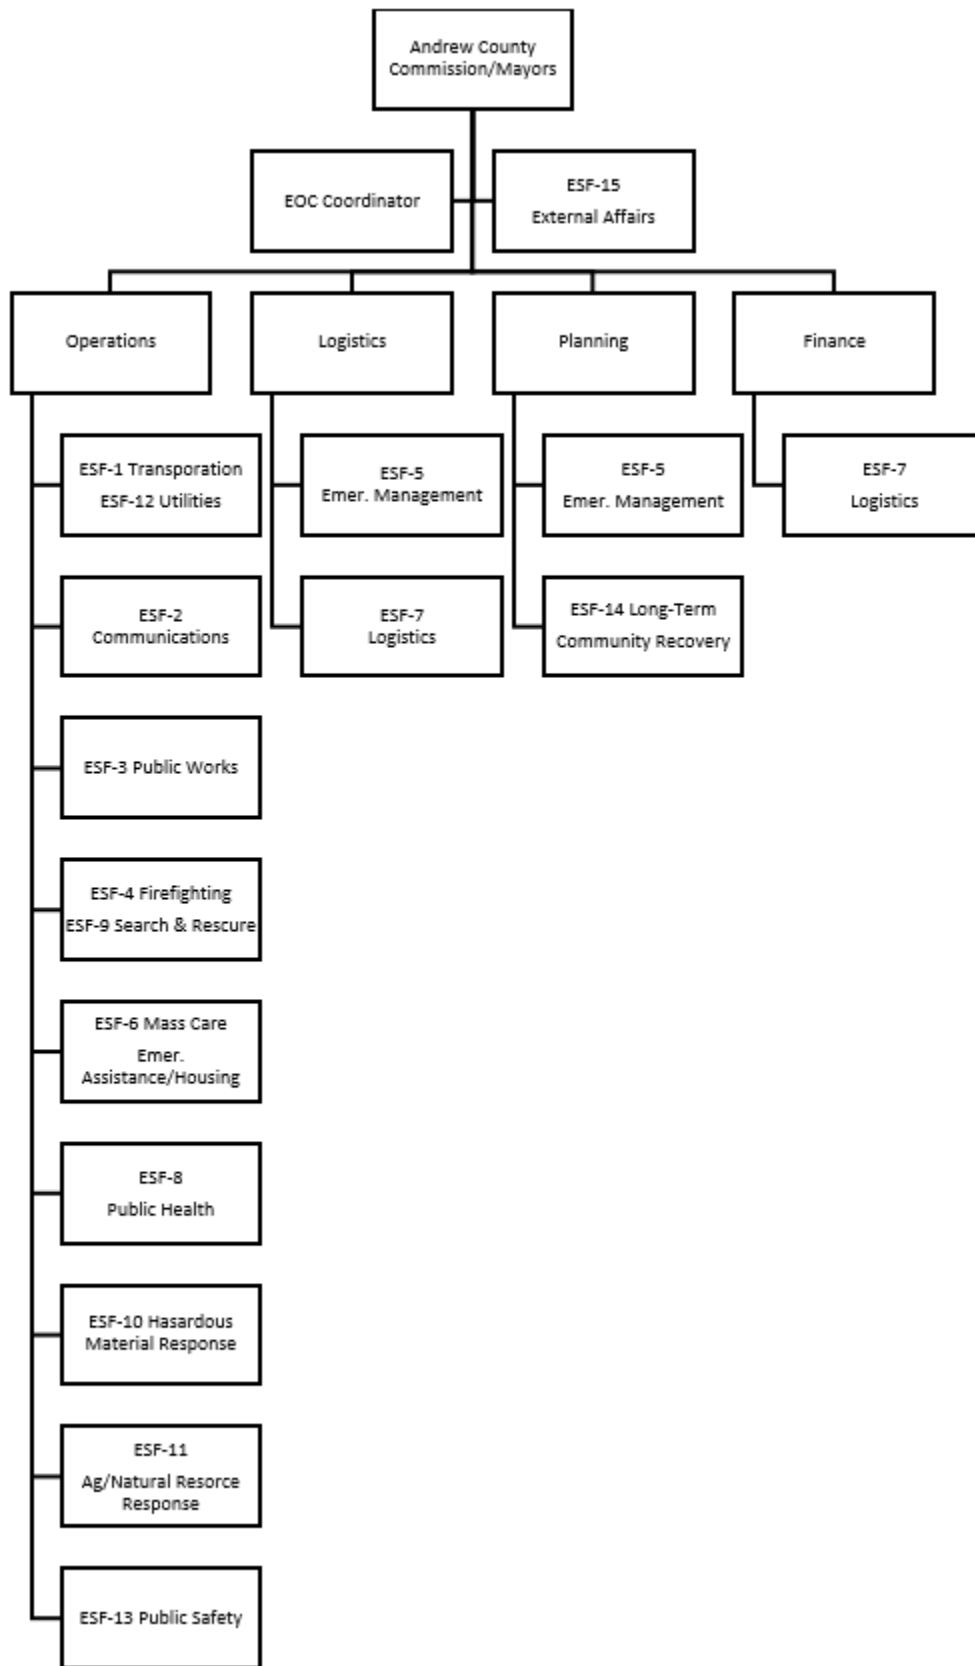 Andrew County
Commission/Mayors
EOC Coordinator
ESF-15
External Affairs
Operations
Logistics
Planning
Finance
ESF-1 Transporation
ESF-12 Utilities
ESF-2
Communications
ESF-3 Public Works
ESF-4 Firefighting
ESF-9 Search & Rescure
ESF-6 Mass Care
Emer.
Assistance/Housing
ESF-8
Public Health
ESF-10 Hasardous
Material Response
ESF-11
Ag/Natural Resorce
Response
ESF-13 Public Safety
ESF-5
Emer. Management
ESF-7
Logistics
ESF-5
Emer. Management
ESF-14 Long-Term
Community Recovery
ESF-7
Logistics